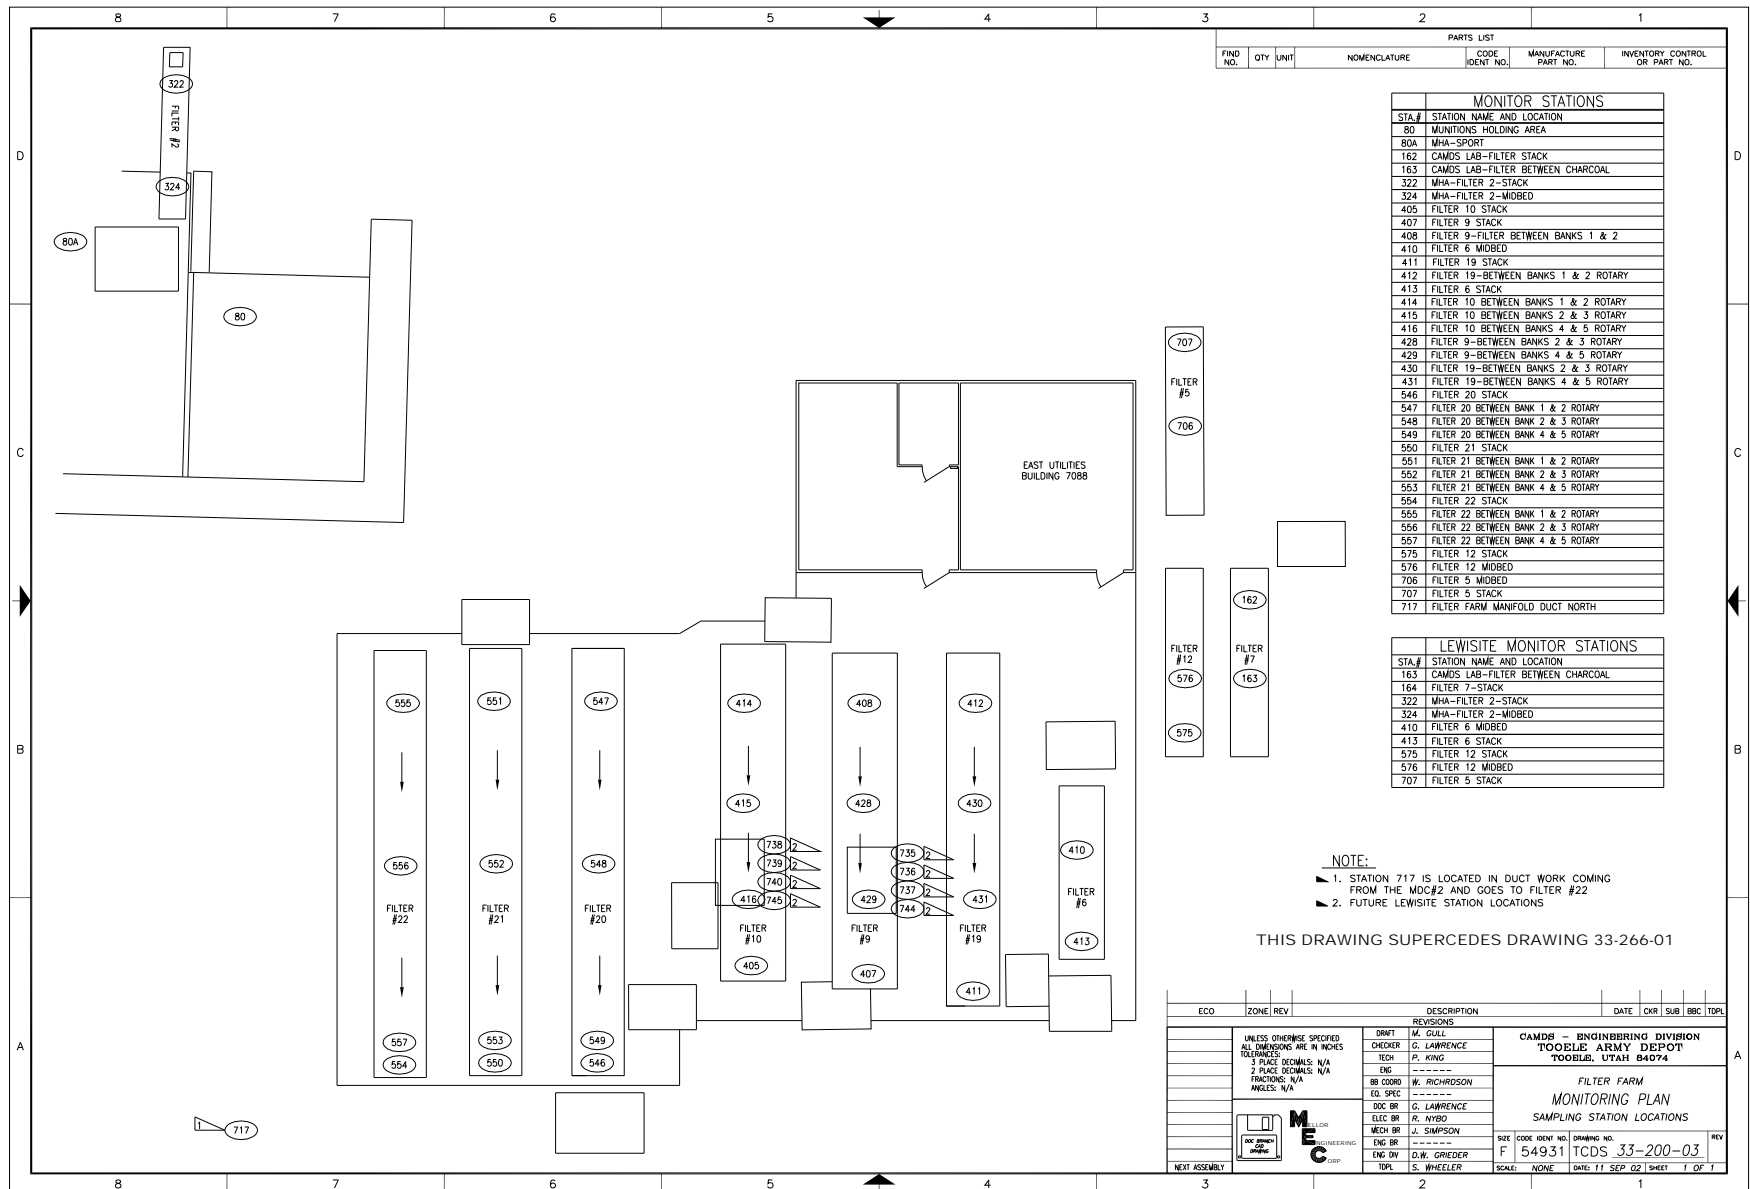 8 7 6 5 4 3 2 1
PARTS LIST
FIND NO. QTY UNIT NOMENCLATURE CODE IDENT NO. MANUFACTURE PART NO. INVENTORY CONTROL OR PART NO.
D
D
C
C
B
B
A
A
322
FILTER #2
324
80A
80
MONITOR STATIONS
STA.# STATION NAME AND LOCATION
80 MUNITIONS HOLDING AREA
80A MHA-SPORT
162 CAMDS LAB-FILTER STACK
163 CAMDS LAB-FILTER BETWEEN CHARCOAL
322 MHA-FILTER 2-STACK
324 MHA-FILTER 2-MIDBED
405 FILTER 10 STACK
407 FILTER 9 STACK
408 FILTER 9-FILTER BETWEEN BANKS 1 & 2
410 FILTER 6 MIDBED
411 FILTER 19 STACK
412 FILTER 19-BETWEEN BANKS 1 & 2 ROTARY
413 FILTER 6 STACK
414 FILTER 10 BETWEEN BANKS 1 & 2 ROTARY
415 FILTER 10 BETWEEN BANKS 2 & 3 ROTARY
416 FILTER 10 BETWEEN BANKS 4 & 5 ROTARY
428 FILTER 9-BETWEEN BANKS 2 & 3 ROTARY
429 FILTER 9-BETWEEN BANKS 4 & 5 ROTARY
430 FILTER 19-BETWEEN BANKS 2 & 3 ROTARY
431 FILTER 19-BETWEEN BANKS 4 & 5 ROTARY
546 FILTER 20 STACK
547 FILTER 20 BETWEEN BANK 1 & 2 ROTARY
548 FILTER 20 BETWEEN BANK 2 & 3 ROTARY
549 FILTER 20 BETWEEN BANK 4 & 5 ROTARY
550 FILTER 21 STACK
551 FILTER 21 BETWEEN BANK 1 & 2 ROTARY
552 FILTER 21 BETWEEN BANK 2 & 3 ROTARY
553 FILTER 21 BETWEEN BANK 4 & 5 ROTARY
554 FILTER 22 STACK
555 FILTER 22 BETWEEN BANK 1 & 2 ROTARY
556 FILTER 22 BETWEEN BANK 2 & 3 ROTARY
557 FILTER 22 BETWEEN BANK 4 & 5 ROTARY
575 FILTER 12 STACK
576 FILTER 12 MIDBED
706 FILTER 5 MIDBED
707 FILTER 5 STACK
717 FILTER FARM MANIFOLD DUCT NORTH
LEWISITE MONITOR STATIONS
STA.# STATION NAME AND LOCATION
163 CAMDS LAB-FILTER BETWEEN CHARCOAL
164 FILTER 7-STACK
322 MHA-FILTER 2-STACK
324 MHA-FILTER 2-MIDBED
410 FILTER 6 MIDBED
413 FILTER 6 STACK
575 FILTER 12 STACK
576 FILTER 12 MIDBED
707 FILTER 5 STACK
707
FILTER
#5
706
EAST UTILITIES
BUILDING 7088
162
FILTER
#12
FILTER
#7
576
163
575
555
551
547
414
408
412
415
428
430
738 2
739 2
740 2
745 2
735 2
736 2
737 2
744 2
410
556
552
548
416
429
431
FILTER
#22
FILTER
#21
FILTER
#20
FILTER
#10
FILTER
#9
FILTER
#19
FILTER
#6
413
405
407
411
557
553
549
554
550
546
1 717
NOTE:
1. STATION 717 IS LOCATED IN DUCT WORK COMING
FROM THE MDC#2 AND GOES TO FILTER #22
2. FUTURE LEWISITE STATION LOCATIONS
THIS DRAWING SUPERCEDES DRAWING 33-266-01
ECO ZONE REV DESCRIPTION DATE CKR SUB BBC TDPL
REVISIONS
UNLESS OTHERWISE SPECIFIED
ALL DIMENSIONS ARE IN INCHES
TOLERANCES:
3 PLACE DECIMALS: N/A
2 PLACE DECIMALS: N/A
FRACTIONS: N/A
ANGLES: N/A
DOC BRANCH
CAD
DRAWING
MELLOR
ENGINEERING
CORP.
NEXT ASSEMBLY
DRAFT M. GULL
CHECKER G. LAWRENCE
TECH P. KING
ENG ------
BB COORD W. RICHRDSON
EQ. SPEC ------
DOC BR G. LAWRENCE
ELEC BR R. NYBO
MECH BR J. SIMPSON
ENG BR ------
ENG DIV D.W. GRIEDER
TDPL S. WHEELER
CAMDS - ENGINEERING DIVISION
TOOELE ARMY DEPOT
TOOELE, UTAH 84074
FILTER FARM
MONITORING PLAN
SAMPLING STATION LOCATIONS
SIZE F CODE IDENT NO. 54931 DRAWING NO. TCDS 33-200-03 REV
SCALE: NONE DATE: 11 SEP 02 SHEET 1 OF 1
8 7 6 5 4 3 2 1